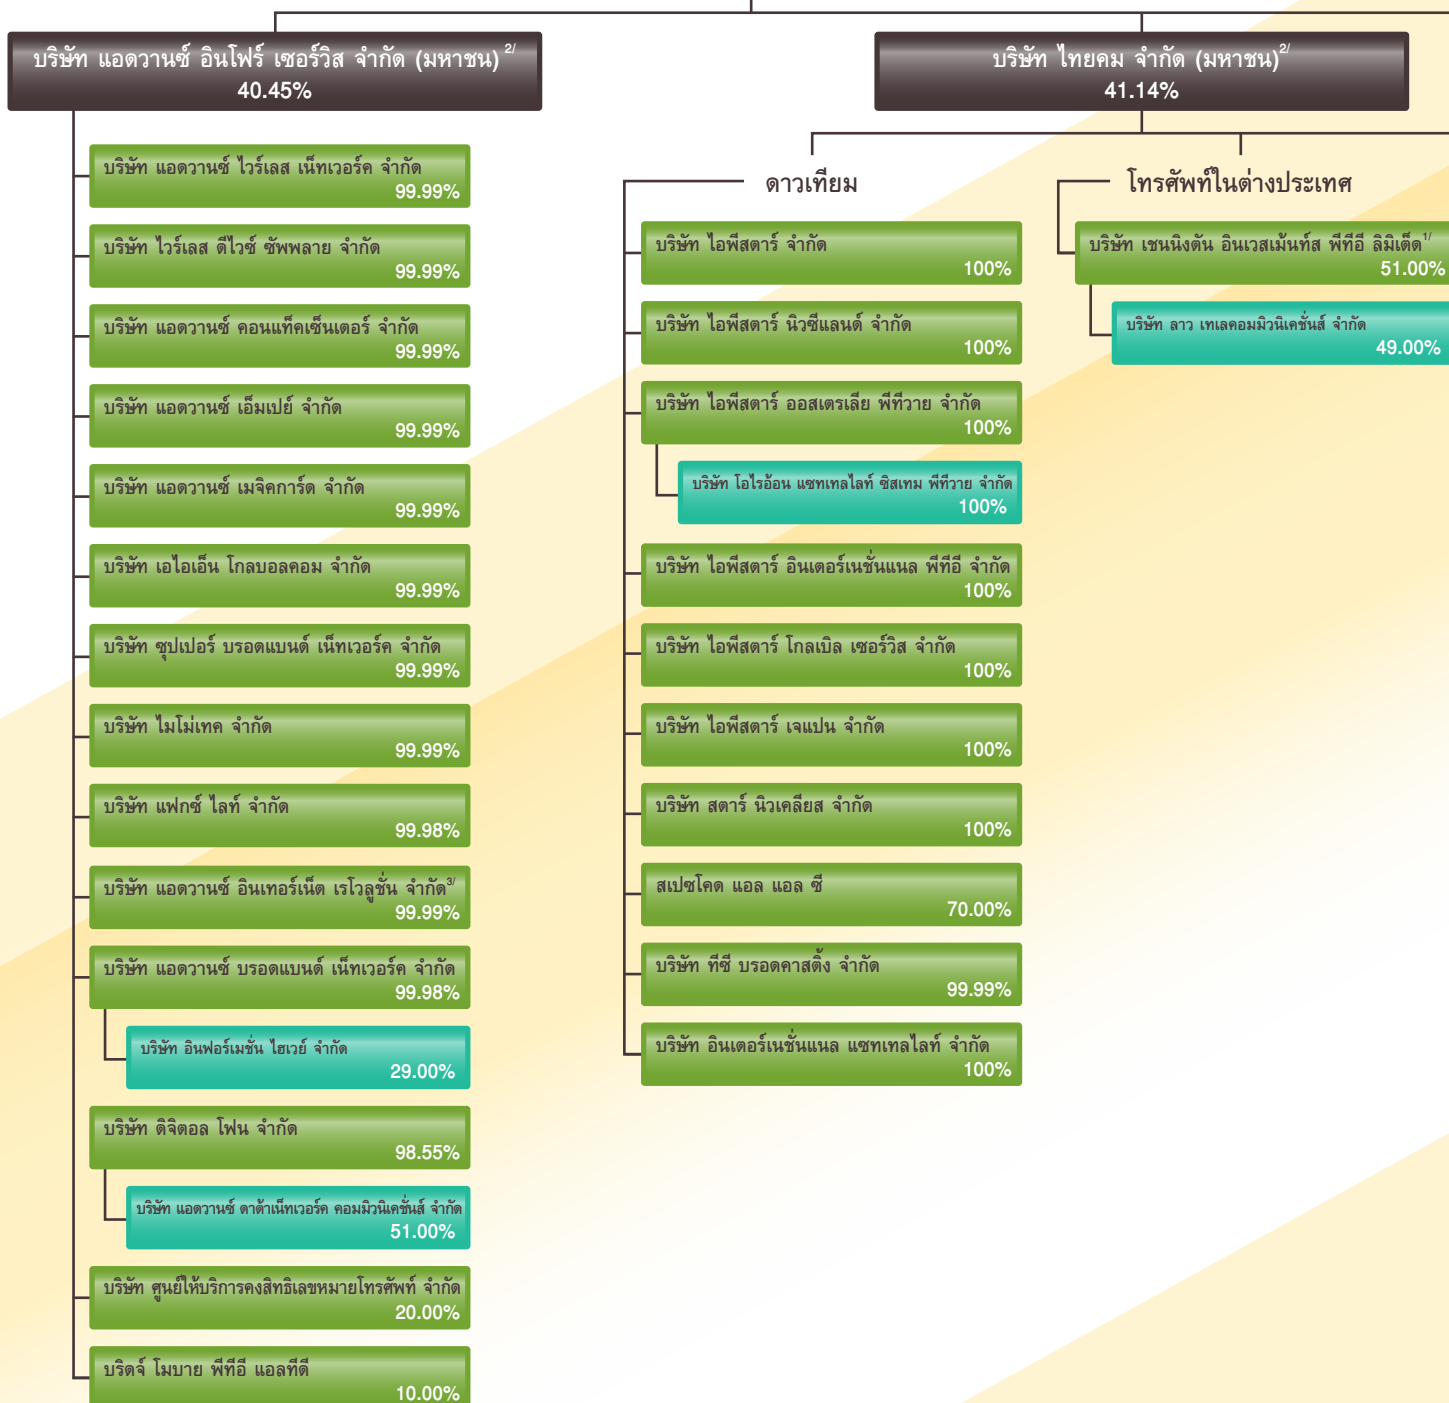 บริษัท แอดวานซ์ อินโฟร์ เซอร์วิส จำกัด (มหาชน) 2/
40.45%
บริษัท แอดวานซ์ ไวร์เลส เน็ทเวอร์ค จำกัด
99.99%
บริษัท ไวร์เลส ดีไวซ์ ซัพพลาย จำกัด
99.99%
บริษัท แอดวานซ์ คอนแท็คเซ็นเตอร์ จำกัด
99.99%
บริษัท แอดวานซ์ เอ็มเปย์ จำกัด
99.99%
บริษัท แอดวานซ์ เมจิคการ์ด จำกัด
99.99%
บริษัท เอไอเอ็น โกลบอลคอม จำกัด
99.99%
บริษัท ซุปเปอร์ บรอดแบนด์ เน็ทเวอร์ค จำกัด
99.99%
บริษัท ไมโม่เทค จำกัด
99.99%
บริษัท แฟกซ์ ไลท์ จำกัด
99.98%
บริษัท แอดวานซ์ อินเทอร์เน็ต เรโวลูชั่น จำกัด3/
99.99%
บริษัท แอดวานซ์ บรอดแบนด์ เน็ทเวอร์ค จำกัด
99.98%
บริษัท อินฟอร์เมชั่น ไฮเวย์ จำกัด
29.00%
บริษัท ดิจิตอล โฟน จำกัด
98.55%
บริษัท แอดวานซ์ ดาต้าเน็ทเวอร์ค คอมมิวนิเคชั่นส์ จำกัด
51.00%
บริษัท ศูนย์ให้บริการคงสิทธิเลขหมายโทรศัพท์ จำกัด
20.00%
บริดจ์ โมบาย พีทีอี แอลทีดี
10.00%
บริษัท ไทยคม จำกัด (มหาชน)2/
41.14%
ดาวเทียม
บริษัท ไอพีสตาร์ จำกัด
100%
บริษัท ไอพีสตาร์ นิวซีแลนด์ จำกัด
100%
บริษัท ไอพีสตาร์ ออสเตรเลีย พีทีวาย จำกัด
100%
บริษัท โอไรอ้อน แซทเทลไลท์ ซิสเทม พีทีวาย จำกัด
100%
บริษัท ไอพีสตาร์ อินเตอร์เนชั่นแนล พีทีอี จำกัด
100%
บริษัท ไอพีสตาร์ โกลเบิล เซอร์วิส จำกัด
100%
บริษัท ไอพีสตาร์ เจแปน จำกัด
100%
บริษัท สตาร์ นิวเคลียส จำกัด
100%
สเปซโคด แอล แอล ซี
70.00%
บริษัท ทีซี บรอดคาสติ้ง จำกัด
99.99%
บริษัท อินเตอร์เนชั่นแนล แซทเทลไลท์ จำกัด
100%
โทรศัพท์ในต่างประเทศ
บริษัท เชนนิงตัน อินเวสเม้นท์ส พีทีอี ลิมิเต็ด1/
51.00%
บริษัท ลาว เทเลคอมมิวนิเคชั่นส์ จำกัด
49.00%